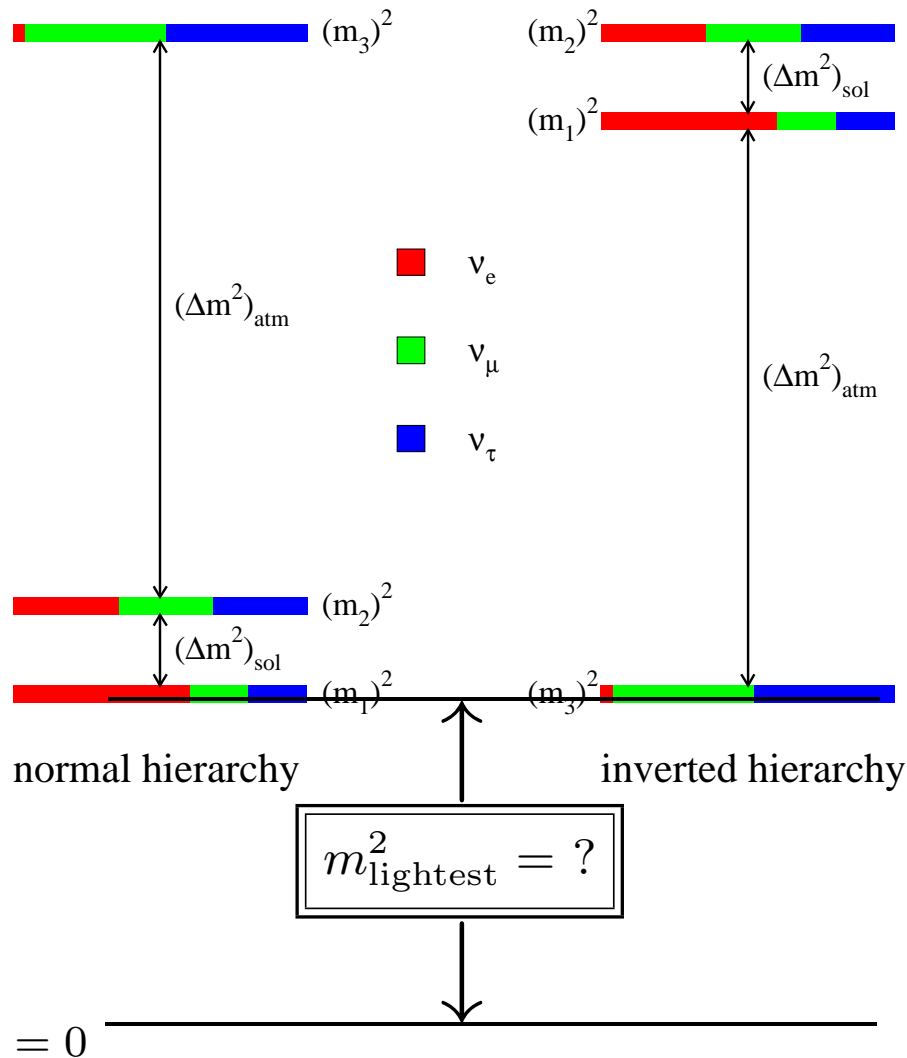 (m₃)²
(m₂)²
(Δm²)sol
(m₁)²
νe
(Δm²)atm
νμ
(Δm²)atm
ντ
(m₂)²
(Δm²)sol
(m₁)²
(m₃)²
normal hierarchy
inverted hierarchy
m²lightest = ?
= 0